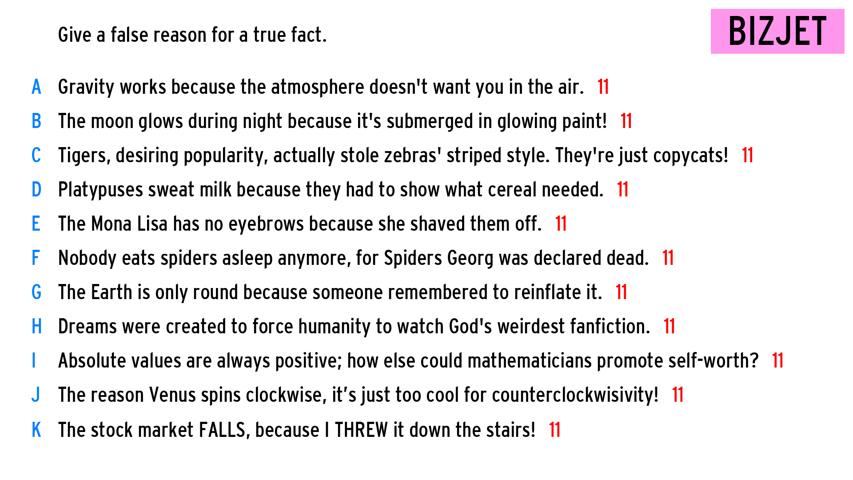 Give a false reason for a true fact.
BIZJET
A Gravity works because the atmosphere doesn't want you in the air. 11
B The moon glows during night because it's submerged in glowing paint! 11
C Tigers, desiring popularity, actually stole zebras' striped style. They're just copycats! 11
D Platypuses sweat milk because they had to show what cereal needed. 11
E The Mona Lisa has no eyebrows because she shaved them off. 11
F Nobody eats spiders asleep anymore, for Spiders Georg was declared dead. 11
G The Earth is only round because someone remembered to reinflate it. 11
H Dreams were created to force humanity to watch God's weirdest fanfiction. 11
I Absolute values are always positive; how else could mathematicians promote self-worth? 11
J The reason Venus spins clockwise, it’s just too cool for counterclockwisivity! 11
K The stock market FALLS, because I THREW it down the stairs! 11